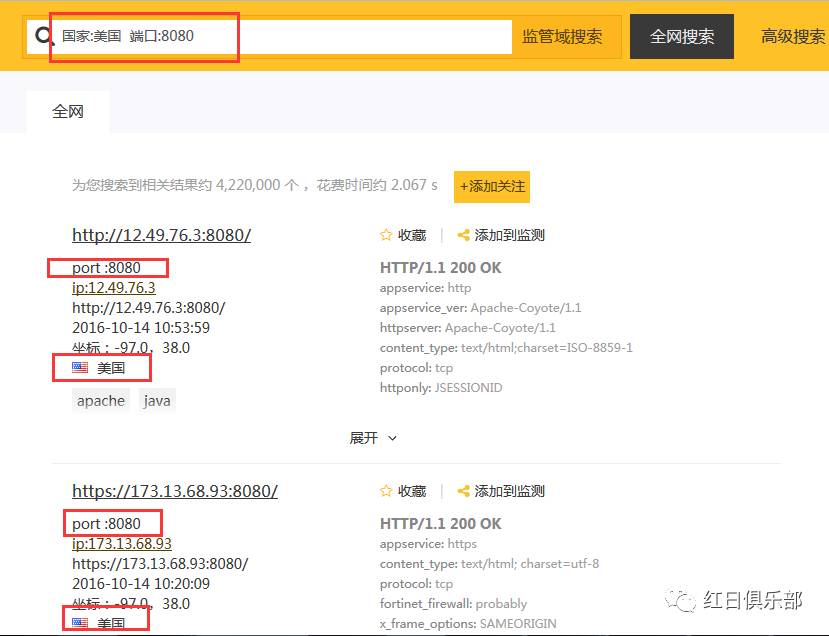 国家:美国 端口:8080 监管域搜索 全网搜索 高级搜索
全网
为您搜索到相关结果约 4,220,000 个，花费时间约 2.067 s +添加关注
http://12.49.76.3:8080/
port :8080
ip:12.49.76.3
http://12.49.76.3:8080/
2016-10-14 10:53:59
坐标：-97.0，38.0
美国
apache java
收藏 | 添加到监测
HTTP/1.1 200 OK
appservice: http
appservice_ver: Apache-Coyote/1.1
httpserver: Apache-Coyote/1.1
content_type: text/html;charset=ISO-8859-1
protocol: tcp
httponly: JSESSIONID
展开
https://173.13.68.93:8080/
port :8080
ip:173.13.68.93
https://173.13.68.93:8080/
2016-10-14 10:20:09
坐标：-97.0，38.0
美国
收藏 | 添加到监测
HTTP/1.1 200 OK
appservice: https
content_type: text/html; charset=utf-8
protocol: tcp
fortinet_firewall: probably
x_frame_options: SAMEORIGIN
红日俱乐部